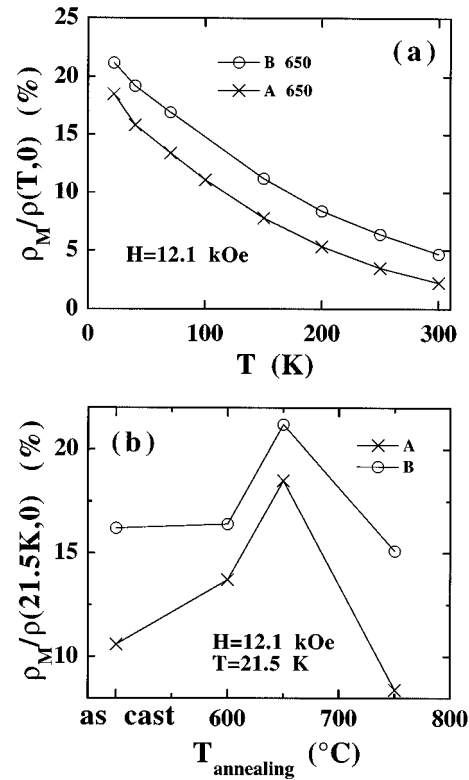 25
20
15
10
5
0
ρM/ρ(T,0) (%)
(a)
B 650
A 650
H=12.1 kOe
0 100 200 300
T (K)
20
15
10
ρM/ρ(21.5K,0) (%)
(b)
A
B
H=12.1 kOe
T=21.5 K
as cast 600 700 800
Tannealing (°C)